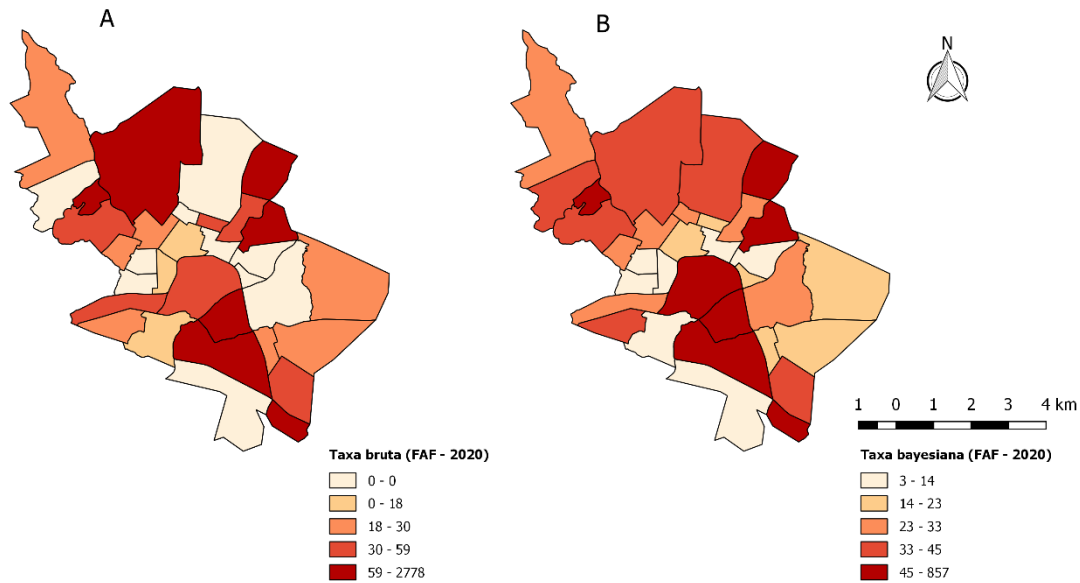 A
B
N
1 0 1 2 3 4 km
Taxa bruta (FAF - 2020)
0 - 0
0 - 18
18 - 30
30 - 59
59 - 2778
Taxa bayesiana (FAF - 2020)
3 - 14
14 - 23
23 - 33
33 - 45
45 - 857